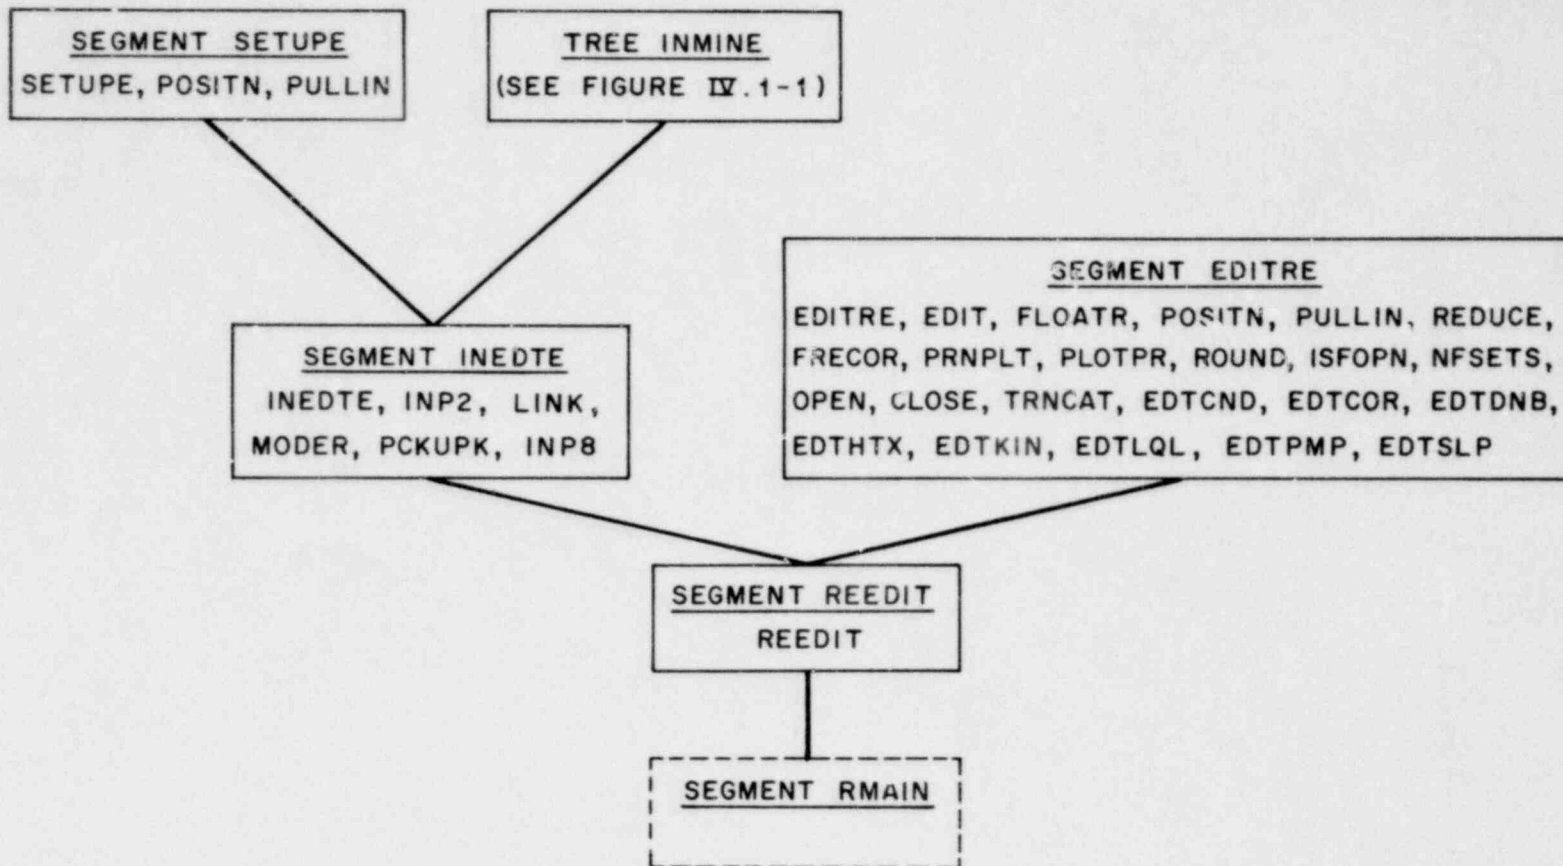 SEGMENT SETUPE
SETUPE, POSITN, PULLIN
TREE INMINE
(SEE FIGURE IV.1-1)
SEGMENT EDITRE
EDITRE, EDIT, FLOATR, POSITN, PULLIN, REDUCE,
FRECOR, PRNPLT, PLOTPR, ROUND, ISFOPN, NFSETS,
OPEN, CLOSE, TRNCAT, EDTCND, EDTCOR, EDTDNB,
EDTHTX, EDTKIN, EDTLQL, EDTPMP, EDTSLP
SEGMENT INEDTE
INEDTE, INP2, LINK,
MODER, PCKUPK, INP8
SEGMENT REEDIT
REEDIT
SEGMENT RMAIN